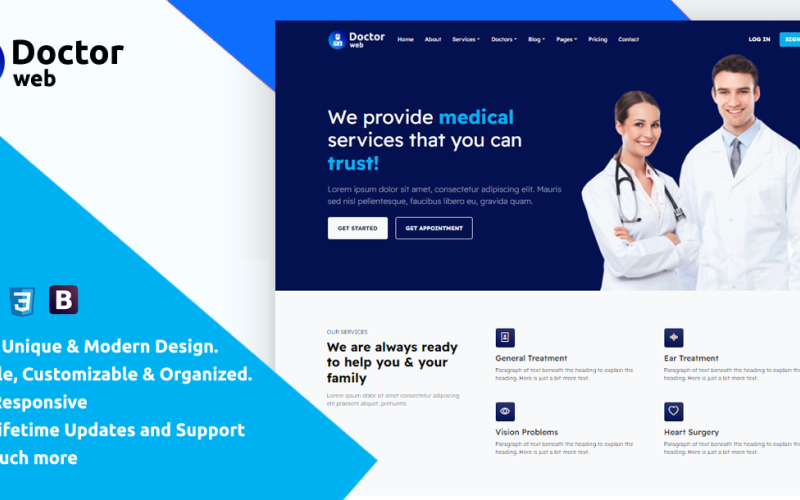 Doctor
web
3
B
Unique & Modern Design.
Customizable & Organized.
Responsive
Updates and Support
more
Doctor
web
Home About Services Doctors Blog Pages Pricing Contact
LOG IN
We provide medical
services that you can
trust!
Lorem ipsum dolor sit amet, consectetur adipiscing elit. Mauris
sed nisl pellentesque, faucibus libero eu, gravida quam.
GET STARTED GET APPOINTMENT
OUR SERVICES
We are always ready
to help you & your
family
Lorem ipsum dolor sit amet consectetur adipiscing
elit praesent aliquet. pretiumts
General Treatment
Paragraph of text beneath the heading to explain the
heading. Here is just a bit more text.
Ear Treatment
Paragraph of text beneath the heading to explain the
heading. Here is just a bit more text.
Vision Problems
Paragraph of text beneath the heading to explain the
heading. Here is just a bit more text.
Heart Surgery
Paragraph of text beneath the heading to explain the
heading. Here is just a bit more text.